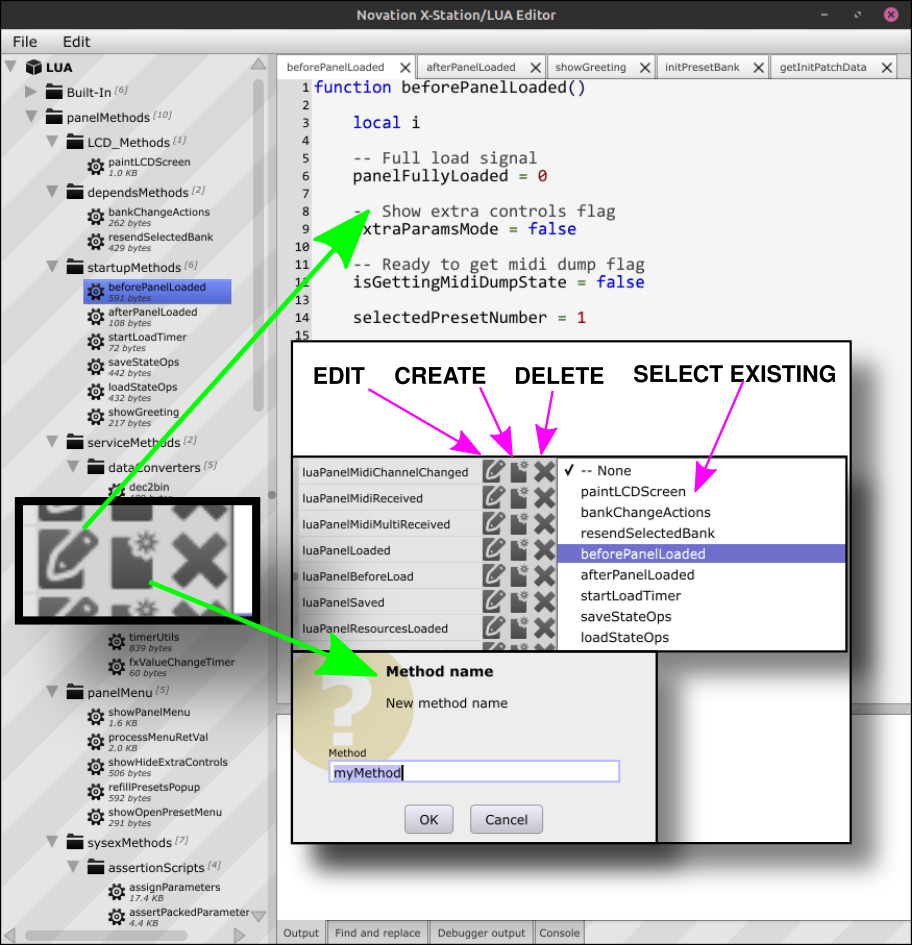 Novation X-Station/LUA Editor
File Edit
LUA
Built-In [6]
panelMethods [10]
LCD_Methods [1]
paintLCDScreen
1.0 KB
dependsMethods [2]
bankChangeActions
262 bytes
resendSelectedBank
429 bytes
startupMethods [6]
beforePanelLoaded
591 bytes
afterPanelLoaded
108 bytes
startLoadTimer
72 bytes
saveStateOps
442 bytes
loadStateOps
432 bytes
showGreeting
217 bytes
serviceMethods [2]
dataConverters [5]
dec2bin
timerUtils
839 bytes
fxValueChangeTimer
60 bytes
panelMenu [5]
showPanelMenu
1.6 KB
processMenuRetVal
2.0 KB
showHideExtraControls
506 bytes
refillPresetsPopup
592 bytes
showOpenPresetMenu
291 bytes
sysexMethods [7]
assertionScripts [4]
assignParameters
17.4 KB
assertPackedParameter
4.4 KB
beforePanelLoaded afterPanelLoaded showGreeting initPresetBank getInitPatchData
1 function beforePanelLoaded()
2
3 local i
4
5 -- Full load signal
6 panelFullyLoaded = 0
7
8 - Show extra controls flag
9 xtraParamsMode = false
10
11 -- Ready to get midi dump flag
12 isGettingMidiDumpState = false
13
14 selectedPresetNumber = 1
15
EDIT CREATE DELETE SELECT EXISTING
luaPanelMidiChannelChanged
luaPanelMidiReceived
luaPanelMidiMultiReceived
luaPanelLoaded
luaPanelBeforeLoad
luaPanelSaved
luaPanelResourcesLoaded
✓ -- None
paintLCDScreen
bankChangeActions
resendSelectedBank
beforePanelLoaded
afterPanelLoaded
startLoadTimer
saveStateOps
loadStateOps
?
Method name
New method name
Method
myMethod
OK Cancel
Output Find and replace Debugger output Console